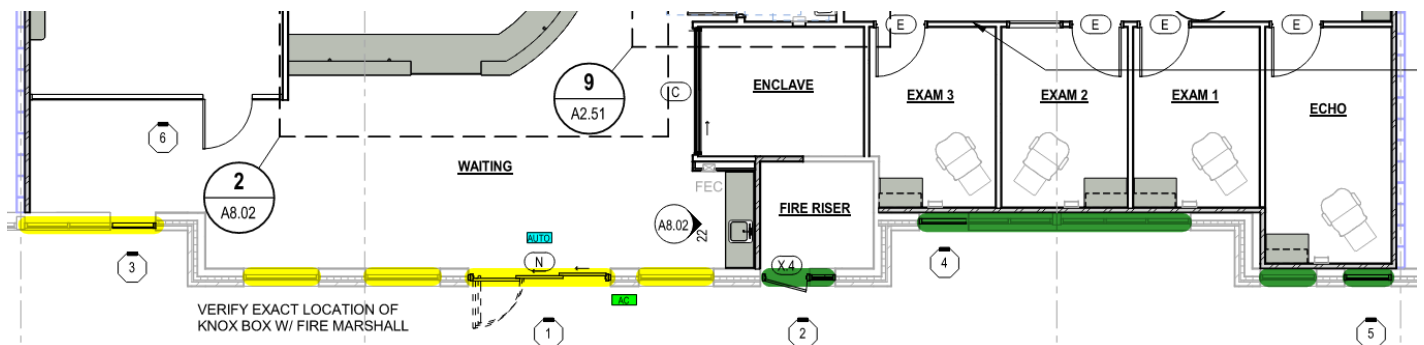 E
E
E
E
9
A2.51
C
ENCLAVE
EXAM 3
EXAM 2
EXAM 1
ECHO
6
WAITING
2
A8.02
FEC
FIRE RISER
A8.02
22
AUTO
N
X.4
3
4
VERIFY EXACT LOCATION OF
KNOX BOX W/ FIRE MARSHALL
AC
1
2
5